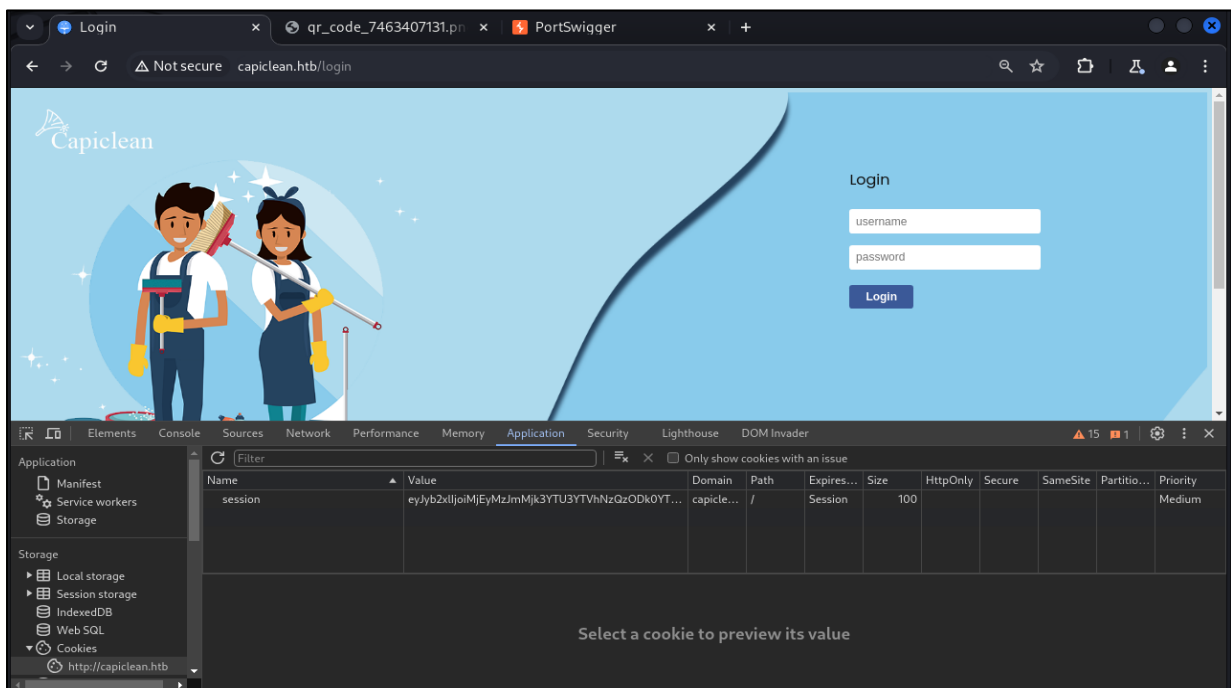 Login
qr_code_7463407131.pn
PortSwigger
Not secure capiclean.htb/login
Capiclean
Login
username
password
Login
Elements Console Sources Network Performance Memory Application Security Lighthouse DOM Invader 15 1
Application
Filter
Only show cookies with an issue
Manifest
Name Value Domain Path Expires... Size HttpOnly Secure SameSite Partitio... Priority
Service workers
session capicle... / Session 100 Medium
Storage
Storage
Local storage
Session storage
IndexedDB
Web SQL
Select a cookie to preview its value
Cookies
http://capiclean.htb